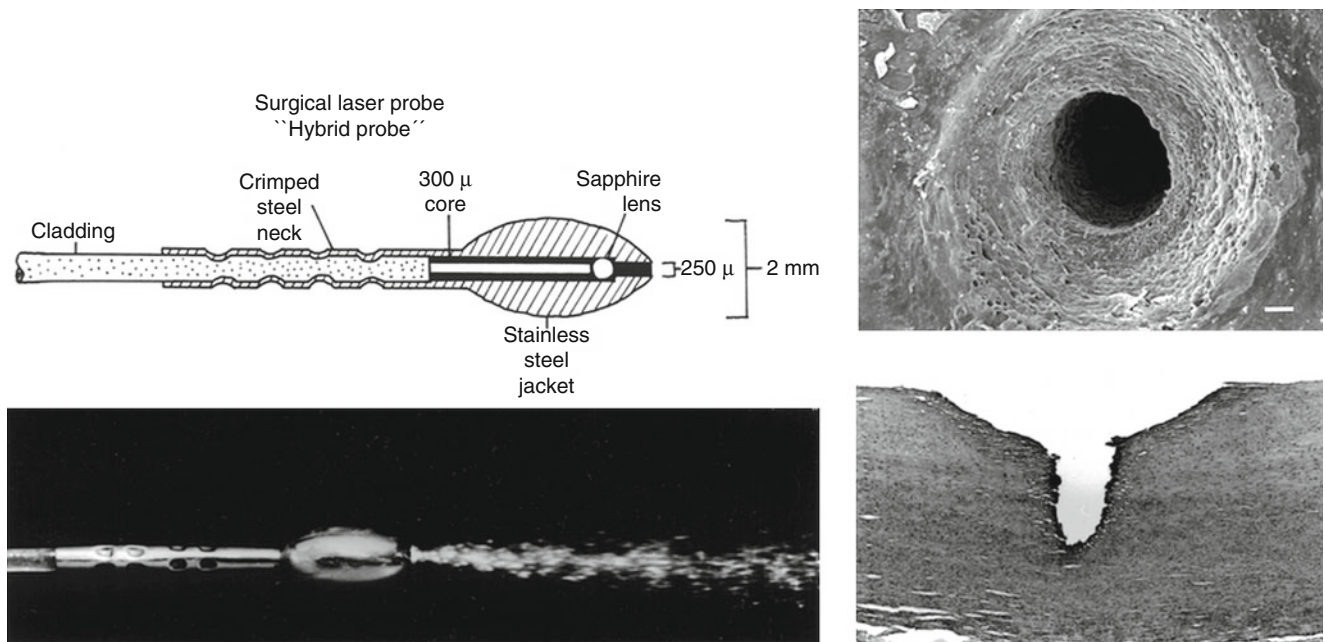 Surgical laser probe
``Hybrid probe´´
Crimped
steel
neck
300 μ
core
Sapphire
lens
Cladding
250 μ
2 mm
Stainless
steel
jacket